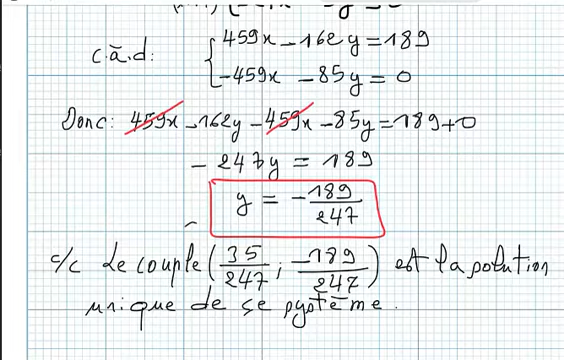 c.à.d: { 459x - 162y = 189
-459x - 85y = 0
Donc: 459x - 162y - 459x - 85y = 189 + 0
- 247y = 189
y = - 189/247
c/c Le couple (35/247 ; -189/247) est la solution
unique de se système.